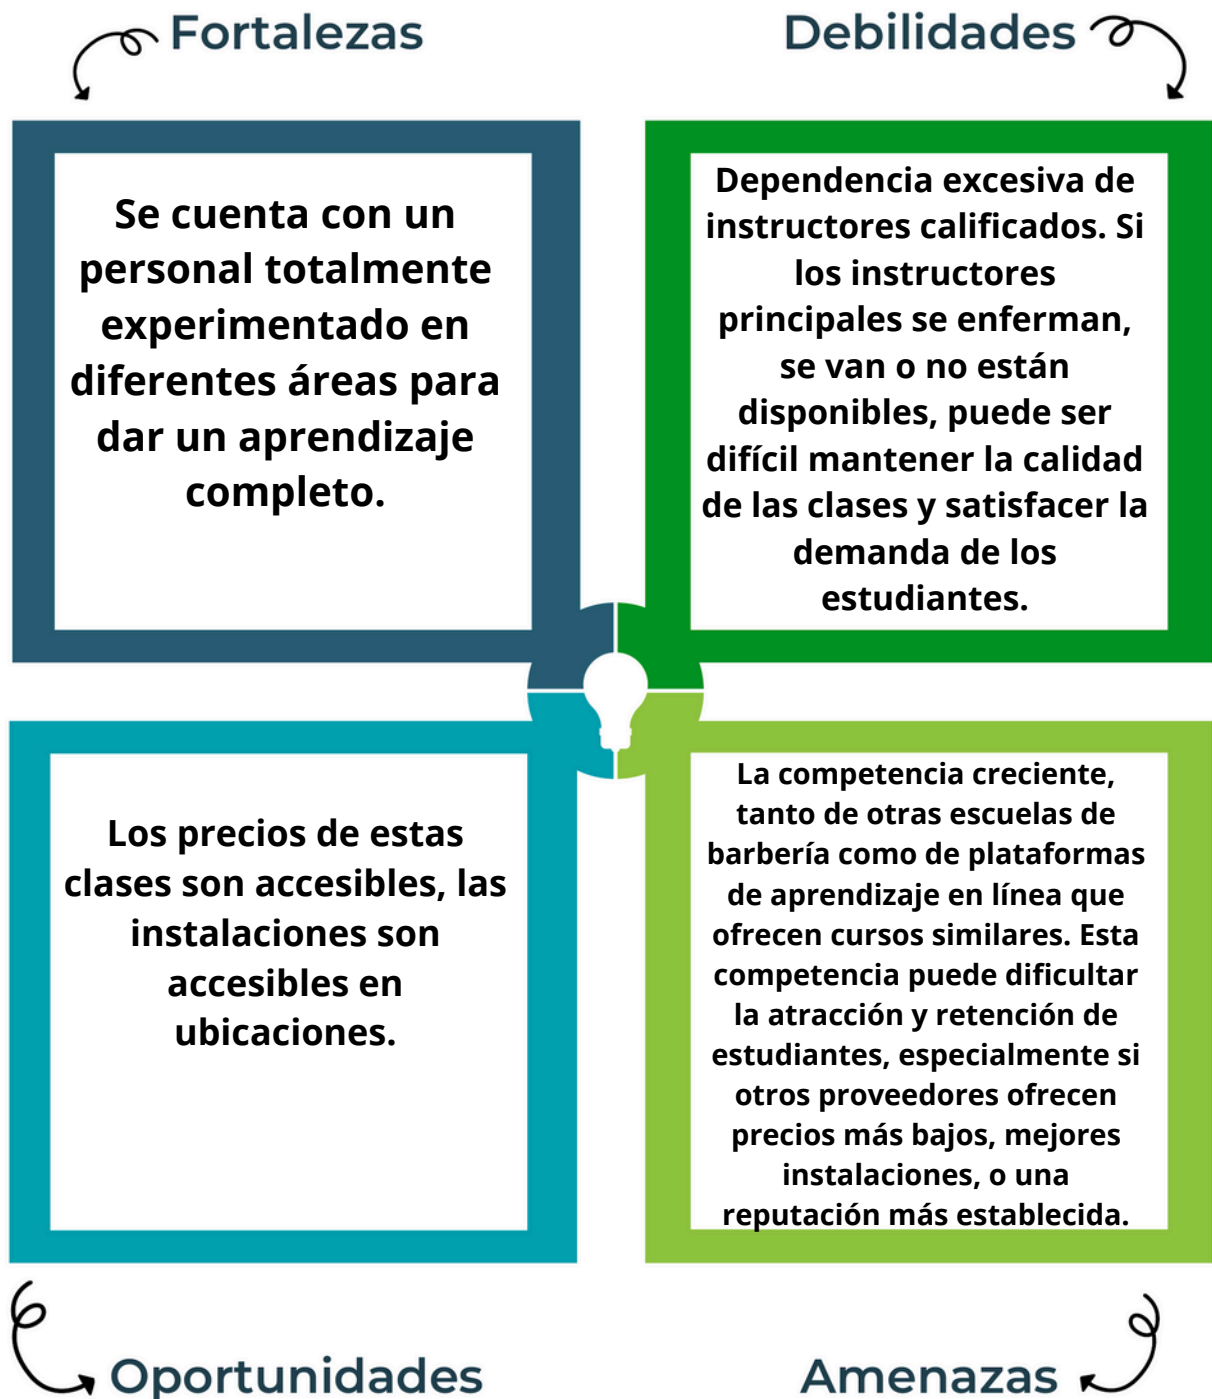 Fortalezas
Se cuenta con un
personal totalmente
experimentado en
diferentes áreas para
dar un aprendizaje
completo.
Debilidades
Dependencia excesiva de
instructores calificados. Si
los instructores
principales se enferman,
se van o no están
disponibles, puede ser
difícil mantener la calidad
de las clases y satisfacer la
demanda de los
estudiantes.
Los precios de estas
clases son accesibles, las
instalaciones son
accesibles en
ubicaciones.
Oportunidades
La competencia creciente,
tanto de otras escuelas de
barbería como de plataformas
de aprendizaje en línea que
ofrecen cursos similares. Esta
competencia puede dificultar
la atracción y retención de
estudiantes, especialmente si
otros proveedores ofrecen
precios más bajos, mejores
instalaciones, o una
reputación más establecida.
Amenazas